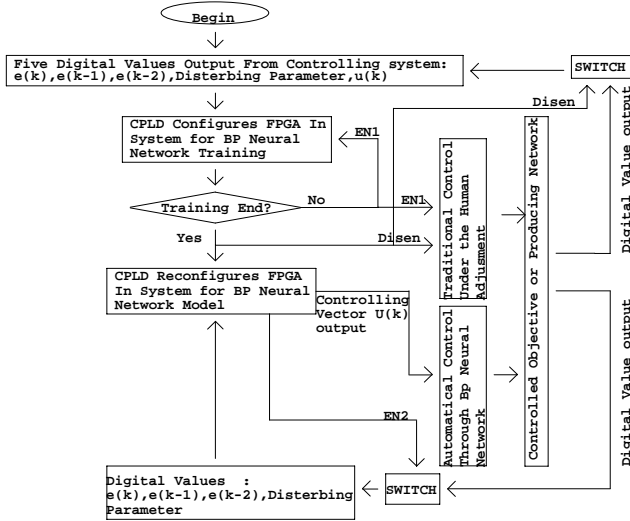 Begin
Five Digital Values Output From Controlling system:
e(k),e(k-1),e(k-2),Disterbing Parameter,u(k)
SWITCH
Disen
CPLD Configures FPGA In
System for BP Neural
Network Training
EN1
Training End?
No
EN1
Yes
Disen
Traditional Control
Under the Human
Adjusment
Controlled Objective or Producing Network
Digital Value output
CPLD Reconfigures FPGA
In System for BP Neural
Network Model
Controlling
Vector U(k)
output
Automatical Control
Through Bp Neural
Network
Digital Value output
EN2
Digital Values :
e(k),e(k-1),e(k-2),Disterbing
Parameter
SWITCH